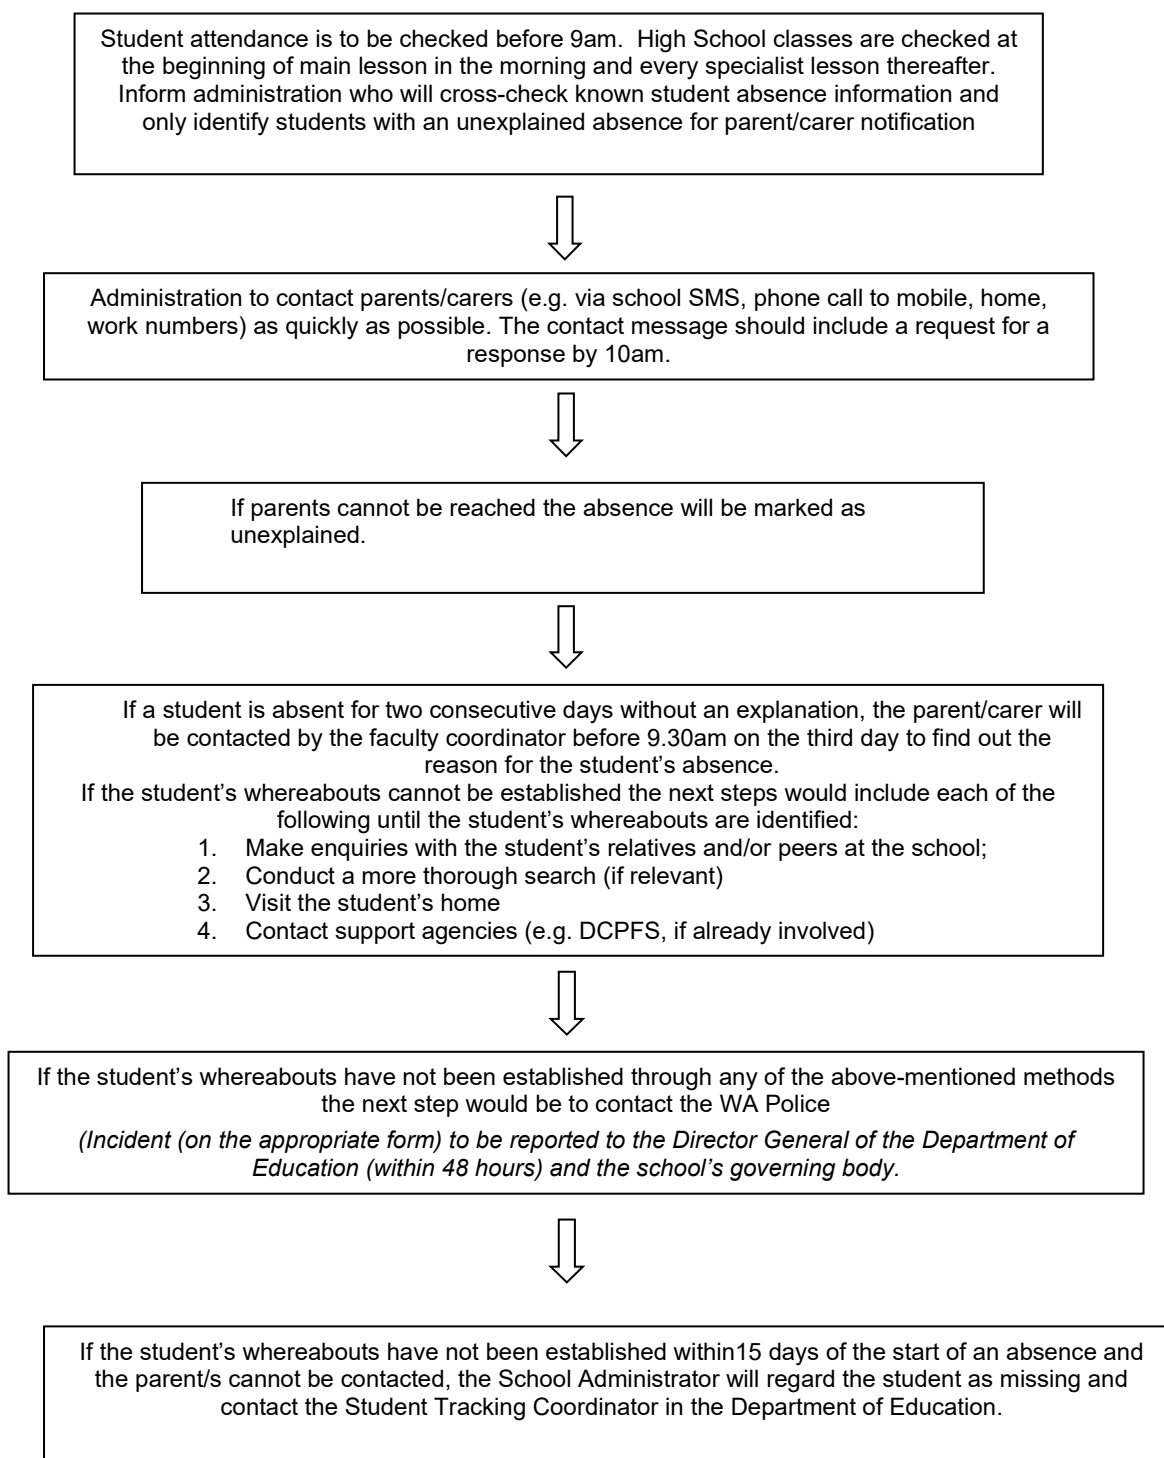 Student attendance is to be checked before 9am.  High School classes are checked at
the beginning of main lesson in the morning and every specialist lesson thereafter.
Inform administration who will cross-check known student absence information and
only identify students with an unexplained absence for parent/carer notification
Administration to contact parents/carers (e.g. via school SMS, phone call to mobile, home,
work numbers) as quickly as possible. The contact message should include a request for a
response by 10am.
If parents cannot be reached the absence will be marked as
unexplained.
If a student is absent for two consecutive days without an explanation, the parent/carer will
be contacted by the faculty coordinator before 9.30am on the third day to find out the
reason for the student’s absence.
If the student’s whereabouts cannot be established the next steps would include each of the
following until the student’s whereabouts are identified:
1. Make enquiries with the student’s relatives and/or peers at the school;
2. Conduct a more thorough search (if relevant)
3. Visit the student’s home
4. Contact support agencies (e.g. DCPFS, if already involved)
If the student’s whereabouts have not been established through any of the above-mentioned methods
the next step would be to contact the WA Police
(Incident (on the appropriate form) to be reported to the Director General of the Department of
Education (within 48 hours) and the school’s governing body.
If the student’s whereabouts have not been established within15 days of the start of an absence and
the parent/s cannot be contacted, the School Administrator will regard the student as missing and
contact the Student Tracking Coordinator in the Department of Education.